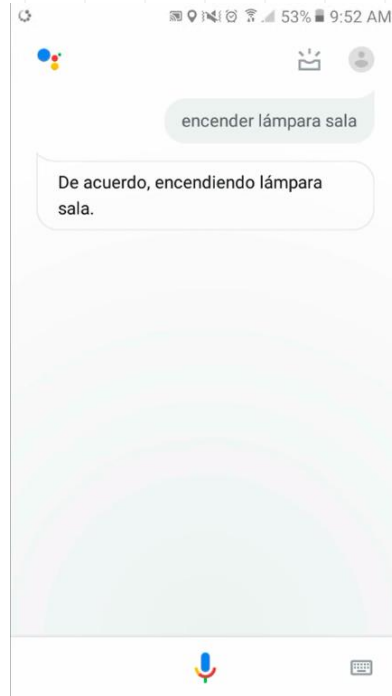 53% 9:52 AM
encender lámpara sala
De acuerdo, encendiendo lámpara
sala.